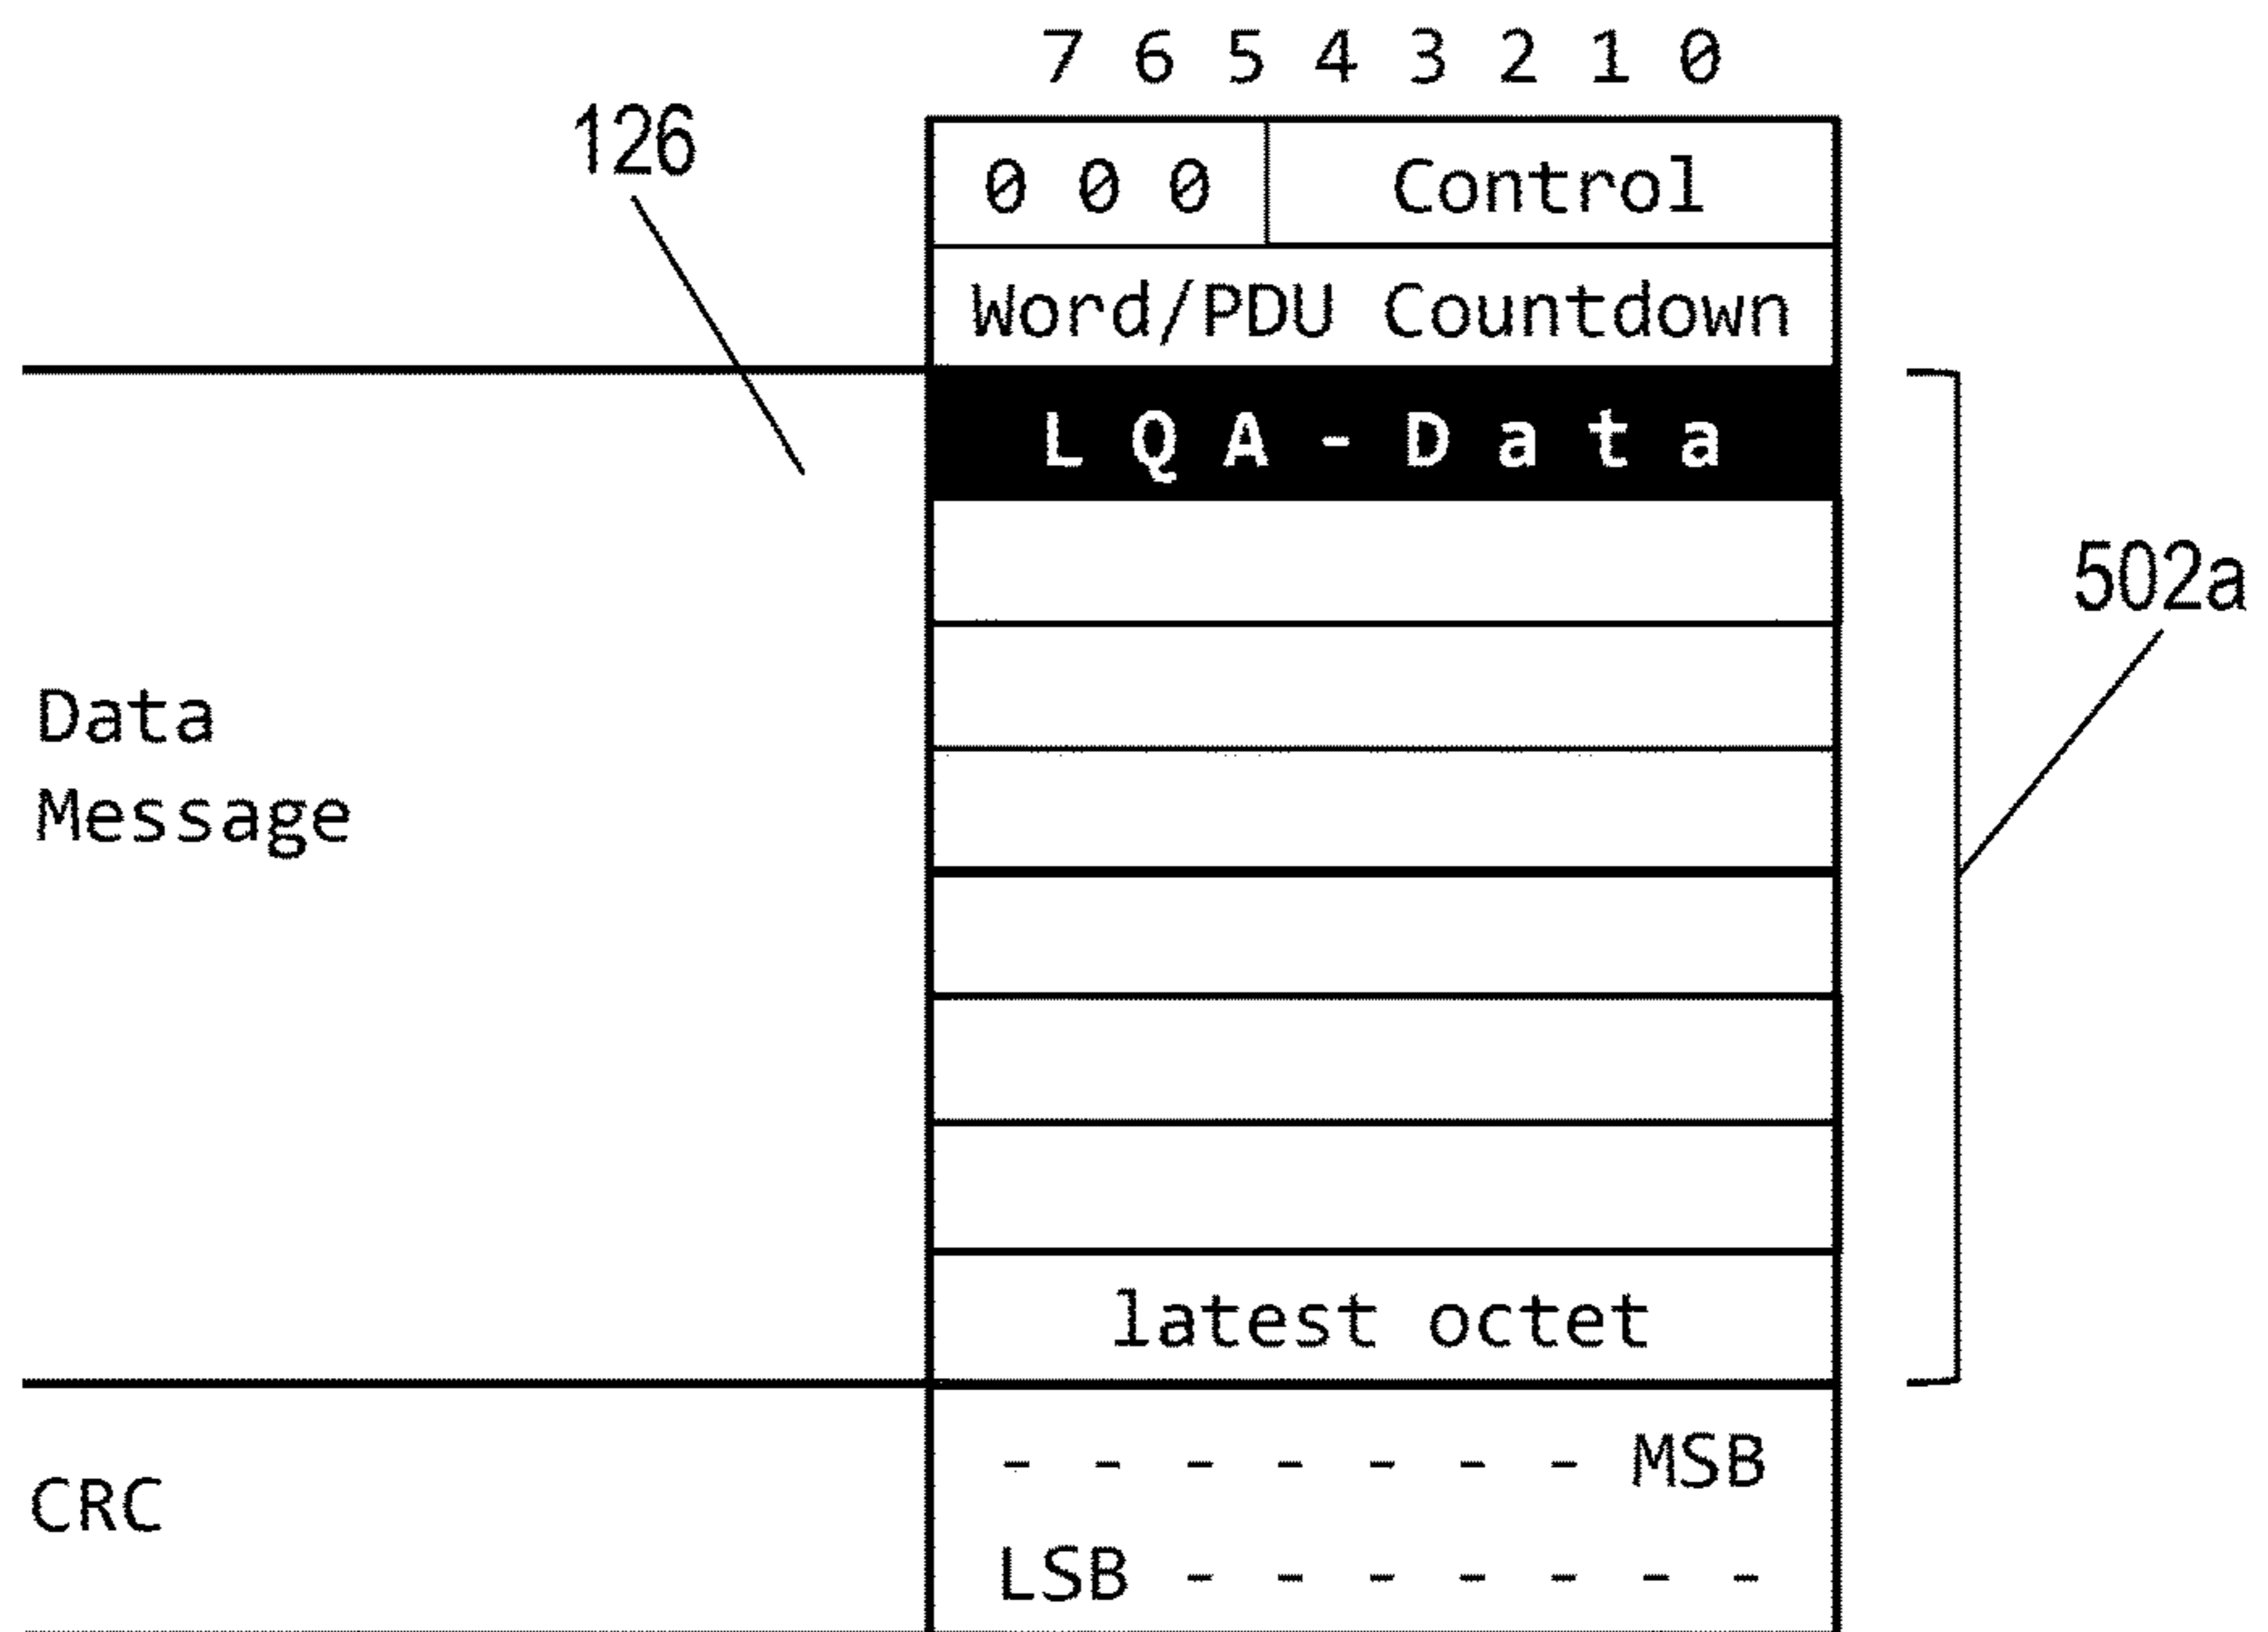 7 6 5 4 3 2 1 0
126
0 0 0 Control
Word/PDU Countdown
L Q A - D a t a
502a
Data
Message
latest octet
- - - - - - - MSB
CRC
LSB - - - - - - -